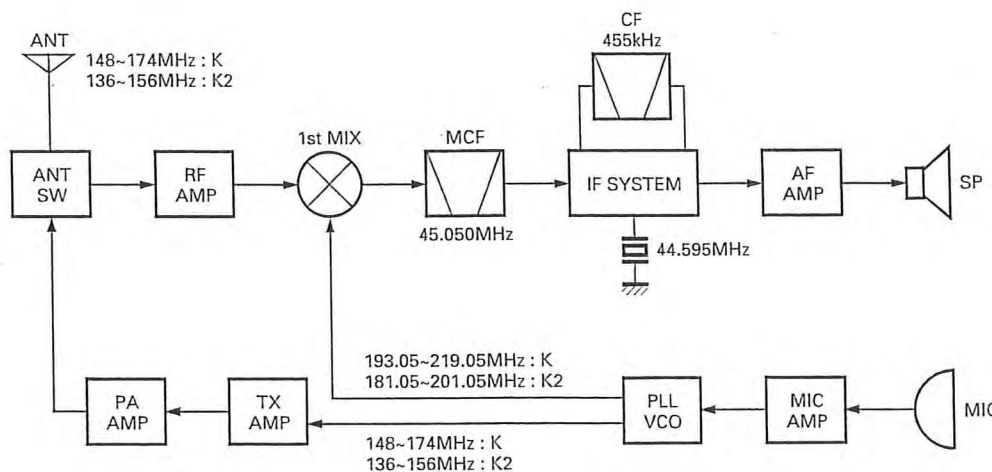 ANT
148~174MHz : K
136~156MHz : K2
CF
455kHz
1st MIX
MCF
ANT
SW
RF
AMP
IF SYSTEM
AF
AMP
SP
45.050MHz
44.595MHz
193.05~219.05MHz : K
181.05~201.05MHz : K2
PA
AMP
TX
AMP
PLL
VCO
MIC
AMP
MIC
148~174MHz : K
136~156MHz : K2